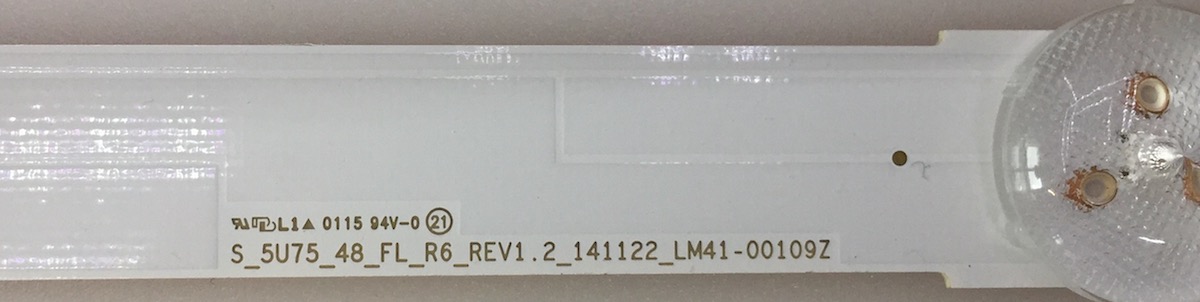 L1▲ 0115 94V-0 ㉑
S_5U75_48_FL_R6_REV1.2_141122_LM41-00109Z